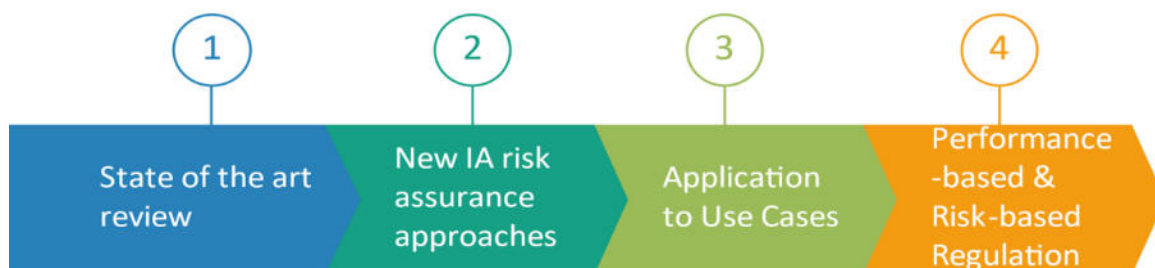 1
2
3
4
State of the art
review
New IA risk
assurance
approaches
Application
to Use Cases
Performance
-based &
Risk-based
Regulation